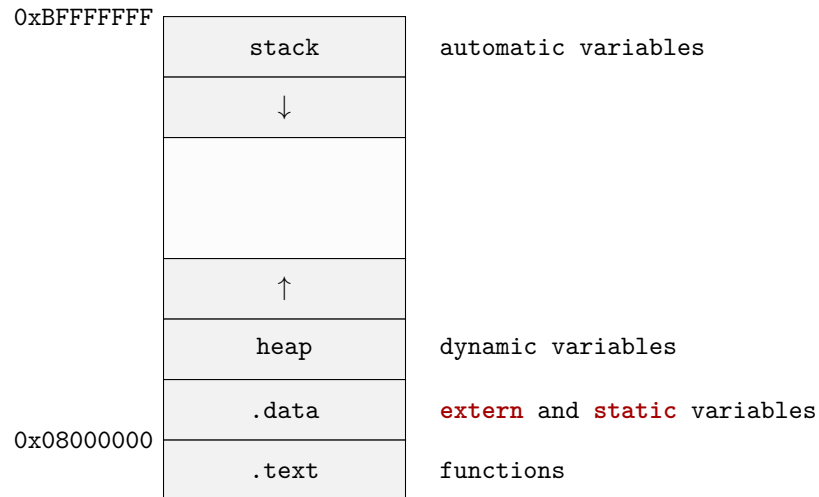 0xBFFFFFFF
stack automatic variables
↓
↑
heap dynamic variables
.data extern and static variables
0x08000000
.text functions